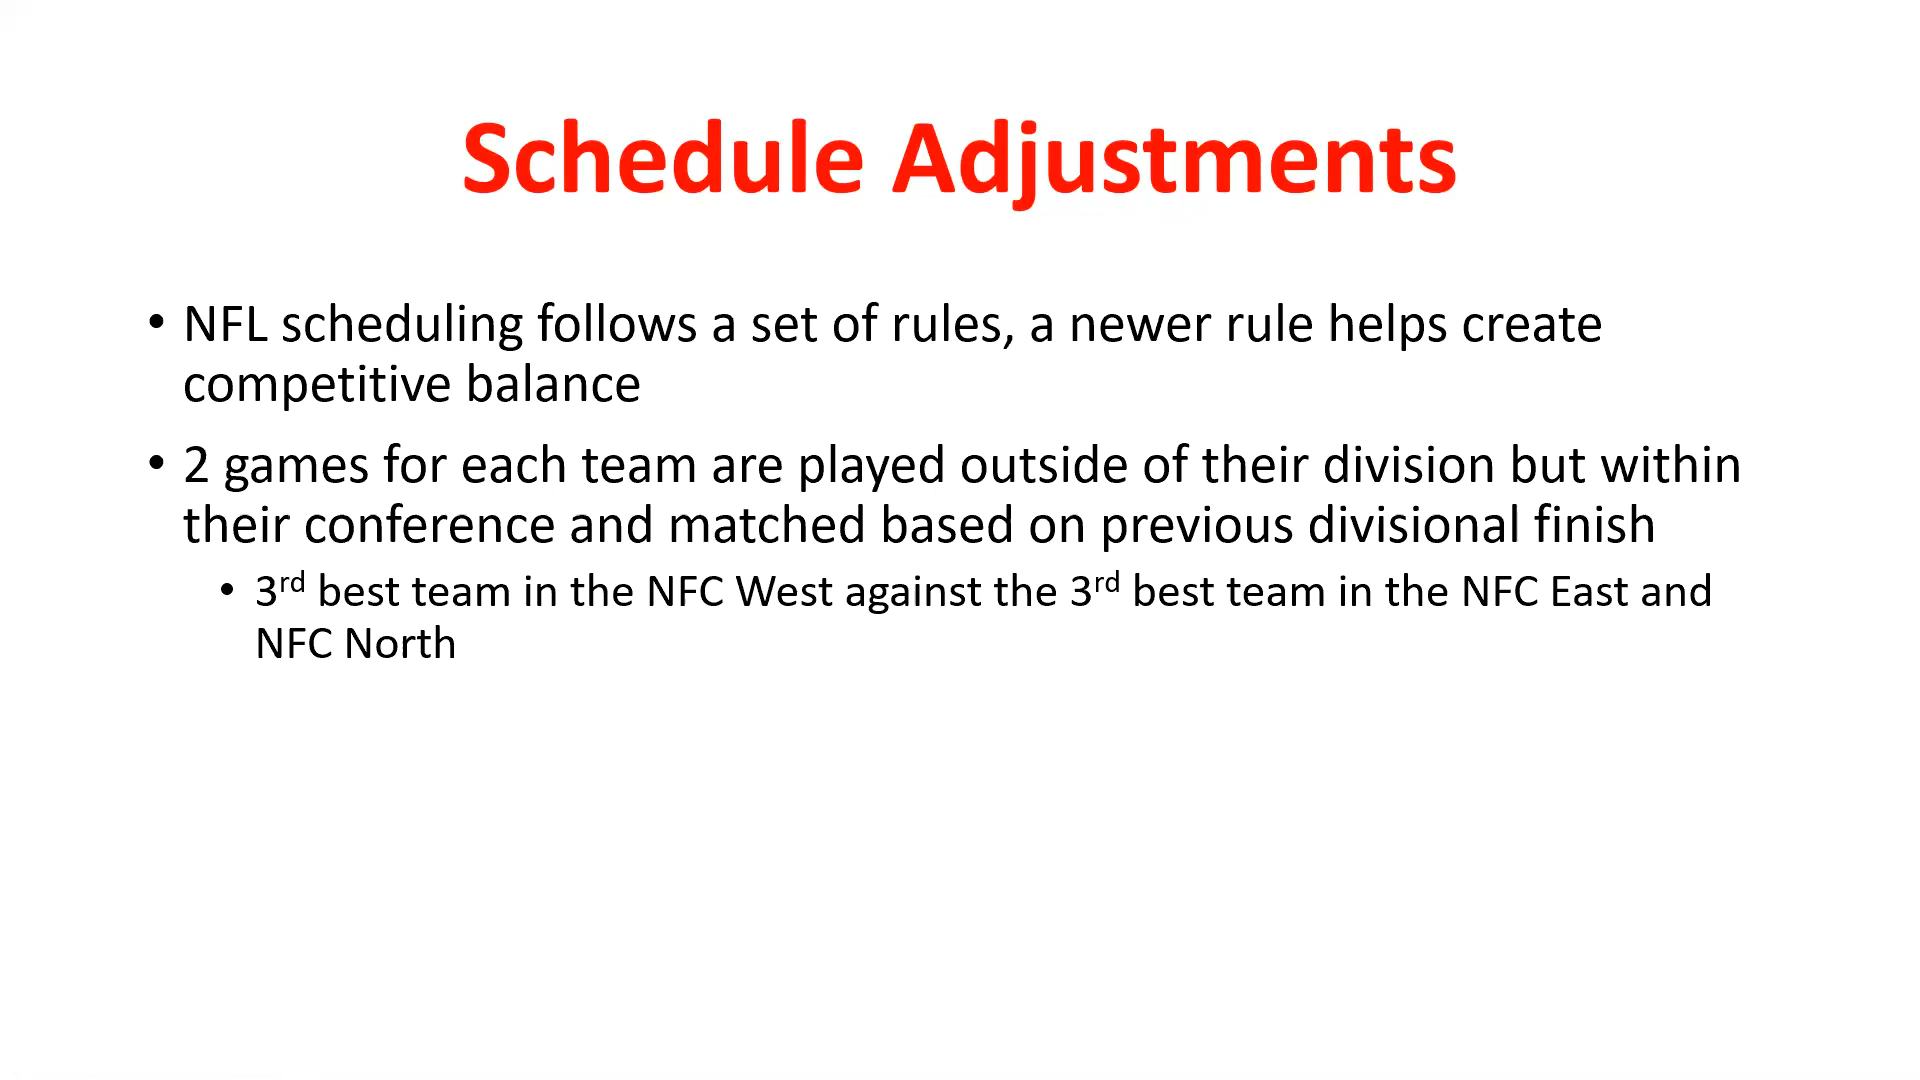 Schedule Adjustments
• NFL scheduling follows a set of rules, a newer rule helps create
competitive balance
• 2 games for each team are played outside of their division but within
their conference and matched based on previous divisional finish
• 3rd best team in the NFC West against the 3rd best team in the NFC East and
NFC North